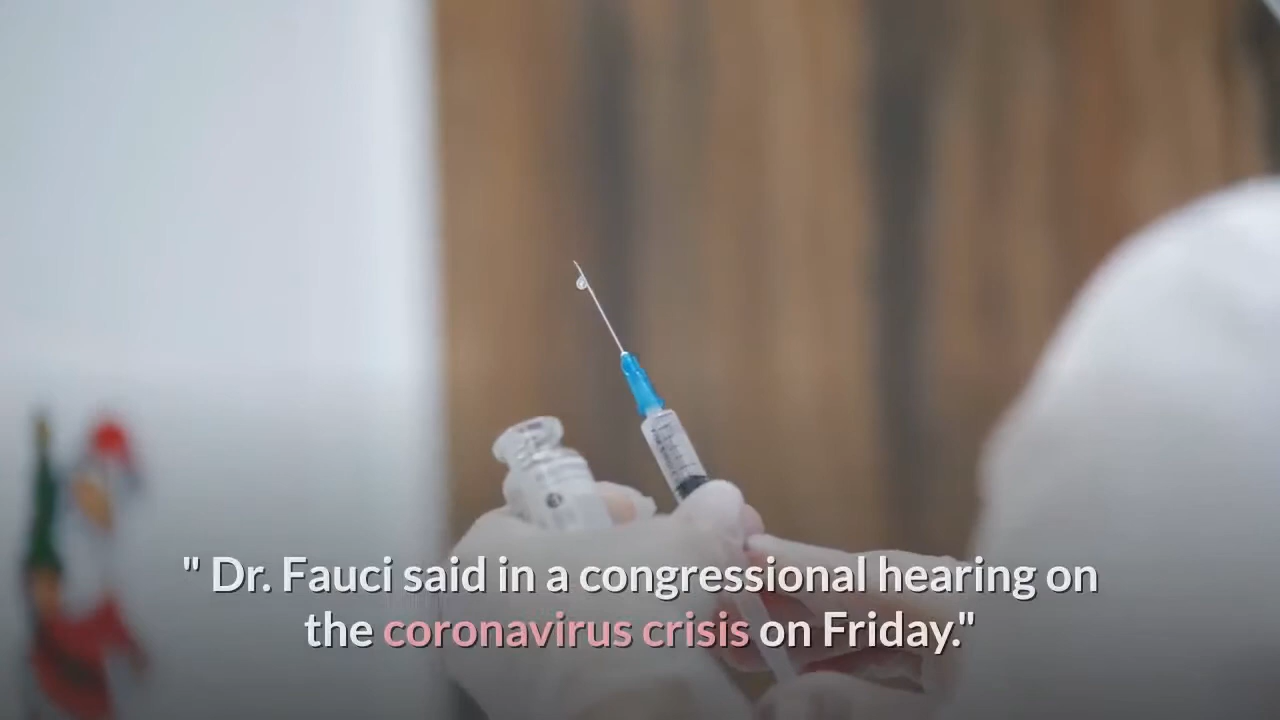 " Dr. Fauci said in a congressional hearing on
the coronavirus crisis on Friday."